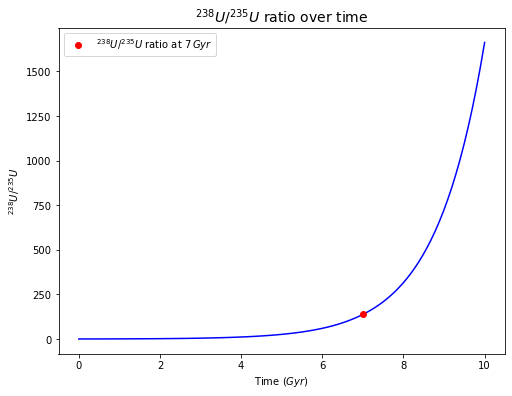 ²³⁸U/²³⁵U ratio over time
²³⁸U/²³⁵U ratio at 7 Gyr
²³⁸U/²³⁵U
1500
1250
1000
750
500
250
0
0 2 4 6 8 10
Time (Gyr)